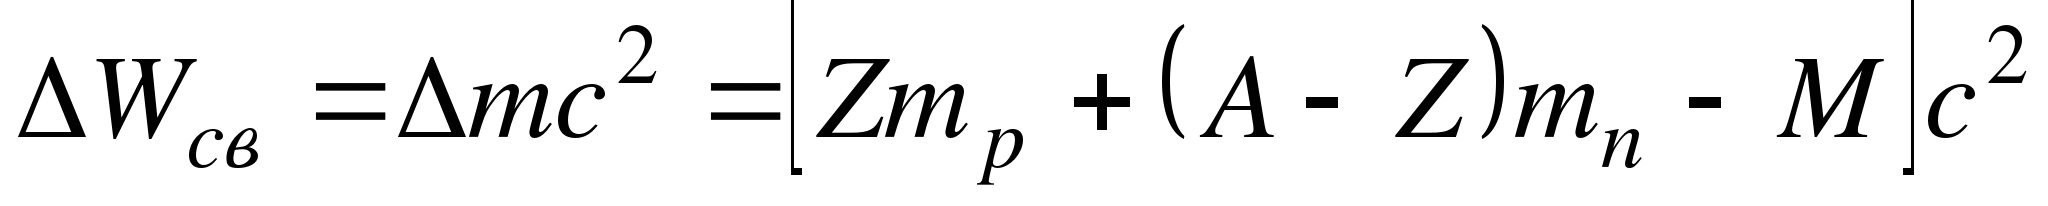 ΔW_св = Δmc² = [Zm_p + (A - Z)m_n - M]c²